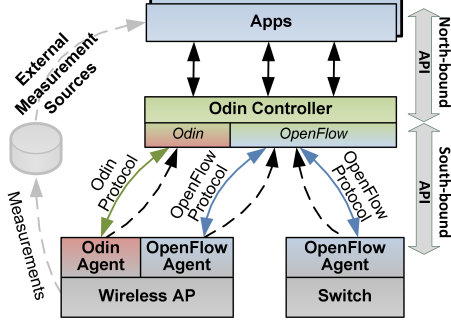 Apps
North-bound
API
External
Measurement
Sources
Odin Controller
Odin
OpenFlow
Odin
Protocol
OpenFlow
Protocol
OpenFlow
Protocol
South-bound
API
Measurements
Odin
Agent
OpenFlow
Agent
OpenFlow
Agent
Wireless AP
Switch